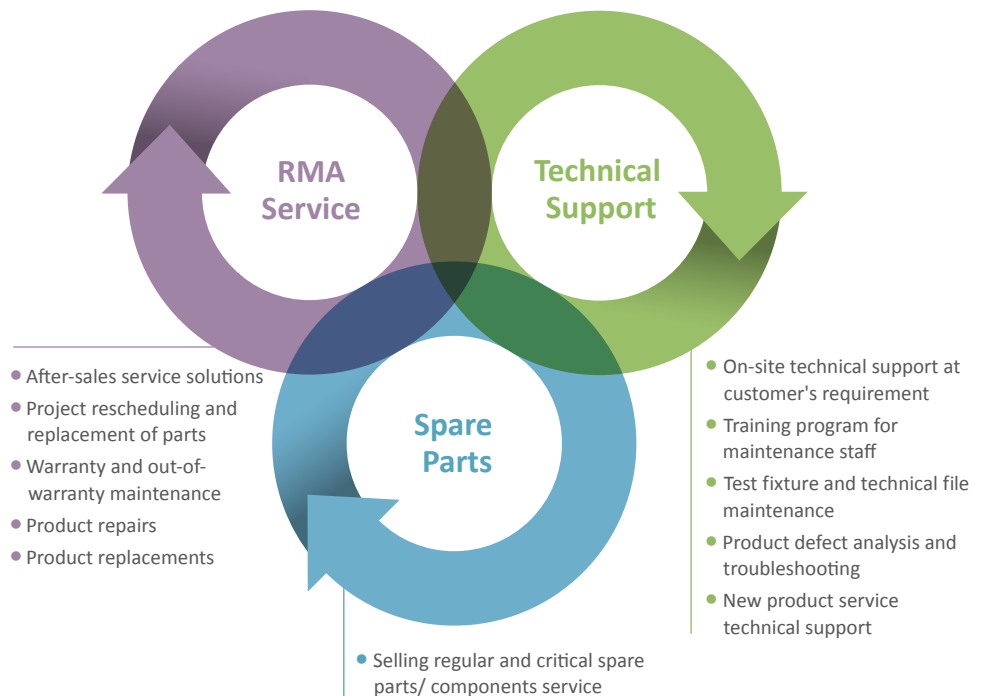 RMA
Service
Technical
Support
Spare
Parts
After-sales service solutions
Project rescheduling and
replacement of parts
Warranty and out-of-
warranty maintenance
Product repairs
Product replacements
On-site technical support at
customer's requirement
Training program for
maintenance staff
Test fixture and technical file
maintenance
Product defect analysis and
troubleshooting
New product service
technical support
Selling regular and critical spare
parts/ components service